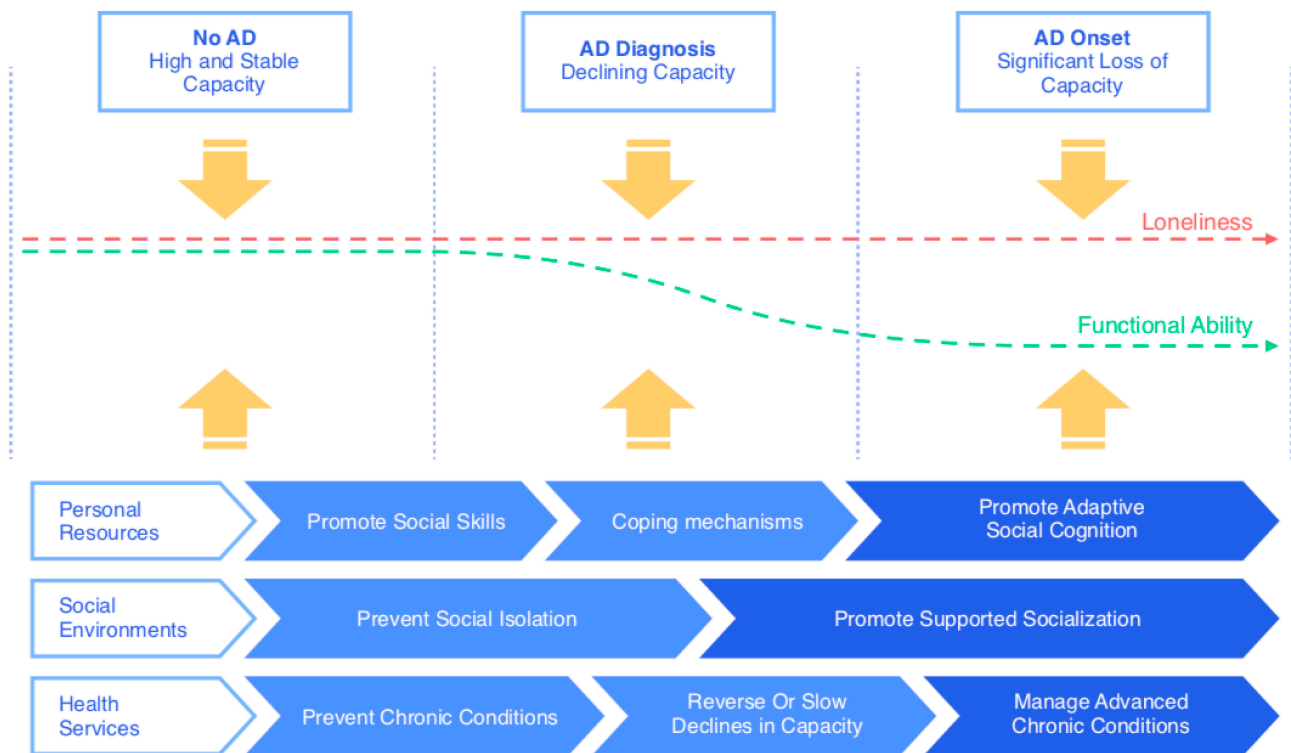 No AD
High and Stable
Capacity
AD Diagnosis
Declining Capacity
AD Onset
Significant Loss of
Capacity
Loneliness
Functional Ability
Personal
Resources
Promote Social Skills
Coping mechanisms
Promote Adaptive
Social Cognition
Social
Environments
Prevent Social Isolation
Promote Supported Socialization
Health
Services
Prevent Chronic Conditions
Reverse Or Slow
Declines in Capacity
Manage Advanced
Chronic Conditions